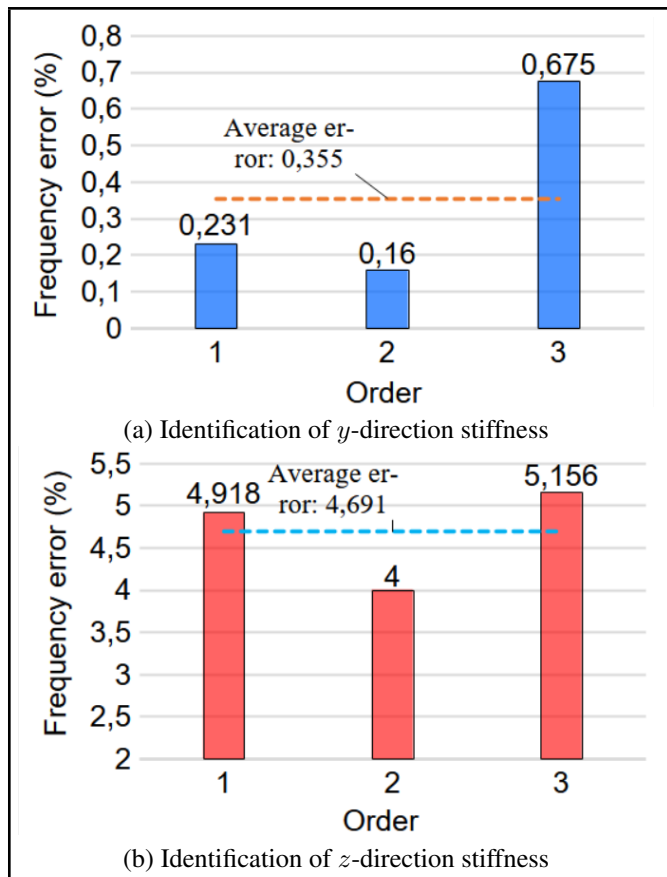 0,8
0,7
0,6
0,5
0,4
0,3
0,2
0,1
0
Frequency error (%)
Average er-
ror: 0,355
0,231
0,16
0,675
1 2 3
Order
(a) Identification of y-direction stiffness
5,5
5
4,5
4
3,5
3
2,5
2
Frequency error (%)
Average er-
ror: 4,691
4,918
4
5,156
1 2 3
Order
(b) Identification of z-direction stiffness